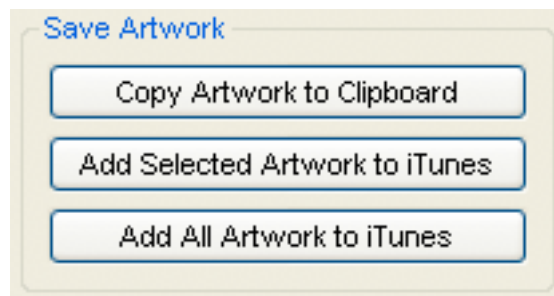 Save Artwork
Copy Artwork to Clipboard
Add Selected Artwork to iTunes
Add All Artwork to iTunes